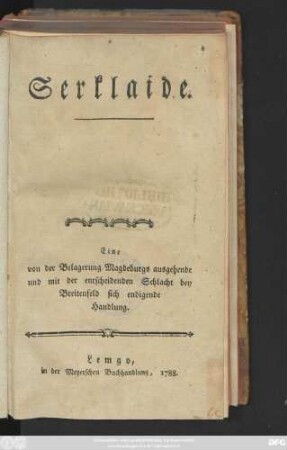 Serklaide.
Eine
von der Belagerung Magdeburgs ausgehende
und mit der entscheidenden Schlacht bey
Breitenfeld sich endigende
Handlung.
Lemgo,
in der Meyerschen Buchhandlung, 1788.